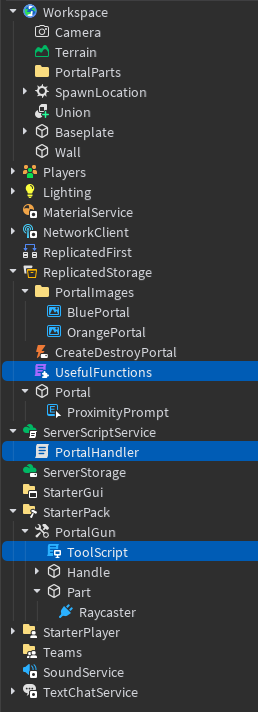 Workspace
Camera
Terrain
PortalParts
SpawnLocation
Union
Baseplate
Wall
Players
Lighting
MaterialService
NetworkClient
ReplicatedFirst
ReplicatedStorage
PortalImages
BluePortal
OrangePortal
CreateDestroyPortal
UsefulFunctions
Portal
ProximityPrompt
ServerScriptService
PortalHandler
ServerStorage
StarterGui
StarterPack
PortalGun
ToolScript
Handle
Part
Raycaster
StarterPlayer
Teams
SoundService
TextChatService